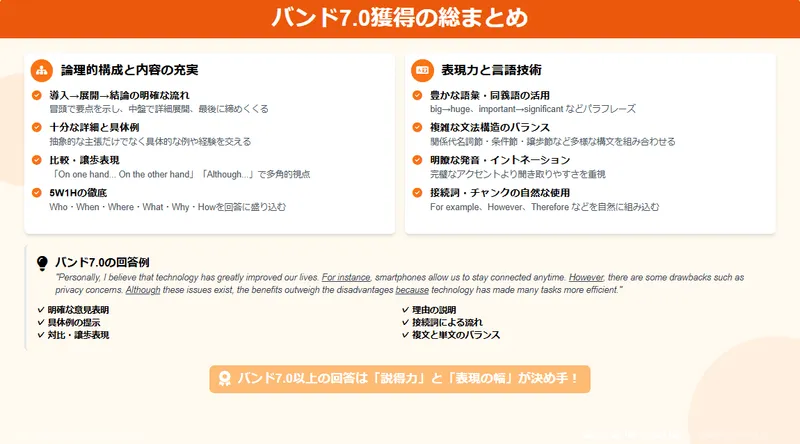 バンド7.0獲得の総まとめ
論理的構成と内容の充実
導入→展開→結論の明確な流れ
冒頭で要点を示し、中盤で詳細展開、最後に締めくくる
十分な詳細と具体例
抽象的な主張だけでなく具体的な例や経験を交える
比較・譲歩表現
「On one hand... On the other hand」「Although...」で多角的視点
5W1Hの徹底
Who・When・Where・What・Why・Howを回答に盛り込む
表現力と言語技術
豊かな語彙・同義語の活用
big→huge、important→significant などパラフレーズ
複雑な文法構造のバランス
関係代名詞節・条件節・譲歩節など多様な構文を組み合わせる
明瞭な発音・イントネーション
完璧なアクセントより聞き取りやすさを重視
接続詞・チャンクの自然な使用
For example、However、Therefore などを自然に組み込む
バンド7.0の回答例
"Personally, I believe that technology has greatly improved our lives. For instance, smartphones allow us to stay connected anytime. However, there are some drawbacks such as
privacy concerns. Although these issues exist, the benefits outweigh the disadvantages because technology has made many tasks more efficient."
✓ 明確な意見表明
✓ 具体例の提示
✓ 対比・譲歩表現
✓ 理由の説明
✓ 接続詞による流れ
✓ 複文と単文のバランス
バンド7.0以上の回答は「説得力」と「表現の幅」が決め手！